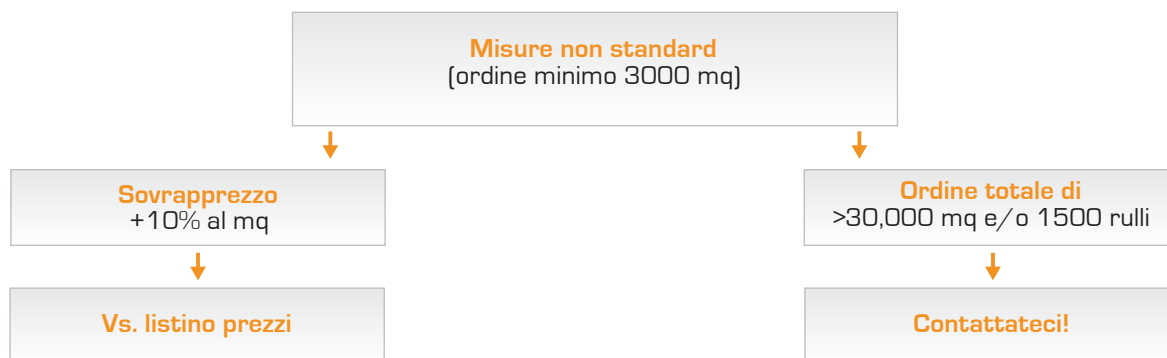 Misure non standard
(ordine minimo 3000 mq)
Sovrapprezzo
+10% al mq
Ordine totale di
>30,000 mq e/o 1500 rulli
Vs. listino prezzi
Contattateci!